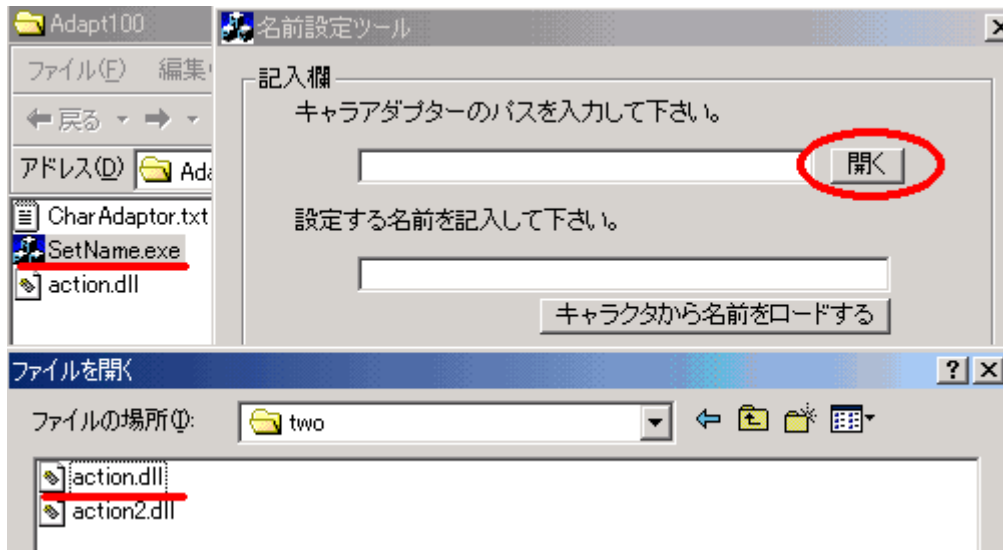 Adapt100
ファイル(F) 編集
戻る
アドレス(D)
CharAdaptor.txt
SetName.exe
action.dll
名前設定ツール
記入欄
キャラアダプターのパスを入力して下さい。
開く
設定する名前を記入して下さい。
キャラクタから名前をロードする
ファイルを開く
ファイルの場所(I):
two
action.dll
action2.dll